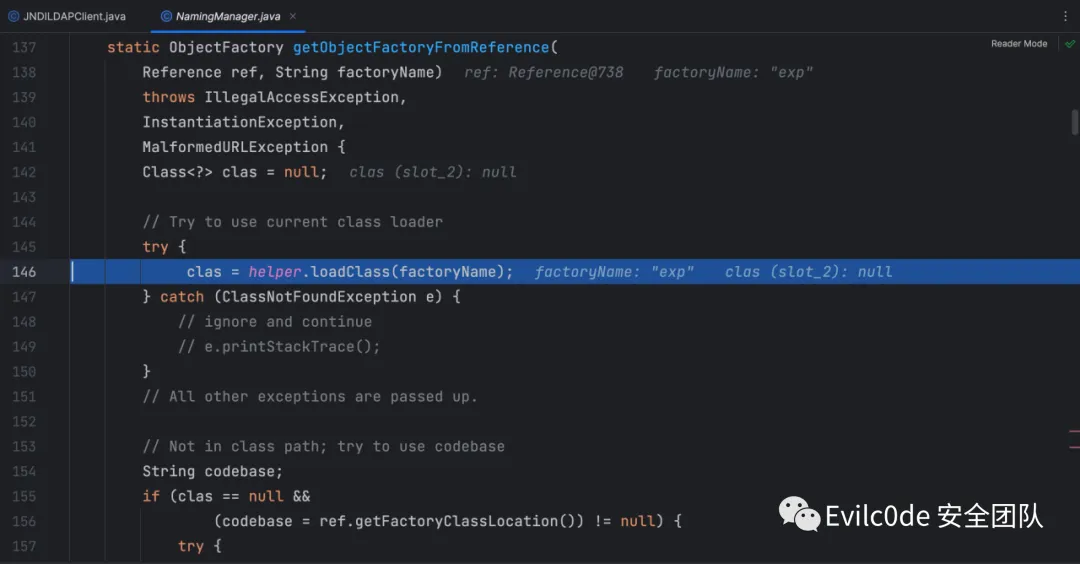 JNDILDAPClient.java NamingManager.java ×
Reader Mode
137 static ObjectFactory getObjectFactoryFromReference(
138 Reference ref, String factoryName) ref: Reference@738 factoryName: "exp"
139 throws IllegalAccessException,
140 InstantiationException,
141 MalformedURLException {
142 Class<?> clas = null; clas (slot_2): null
143
144 // Try to use current class loader
145 try {
146 clas = helper.loadClass(factoryName); factoryName: "exp" clas (slot_2): null
147 } catch (ClassNotFoundException e) {
148 // ignore and continue
149 // e.printStackTrace();
150 }
151 // All other exceptions are passed up.
152
153 // Not in class path; try to use codebase
154 String codebase;
155 if (clas == null &&
156 (codebase = ref.getFactoryClassLocation()) != null) {
157 try {
Evilc0de 安全团队